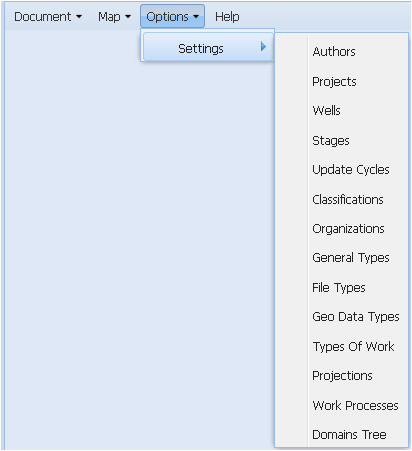 Document Map Options Help
Settings
Authors
Projects
Wells
Stages
Update Cycles
Classifications
Organizations
General Types
File Types
Geo Data Types
Types Of Work
Projections
Work Processes
Domains Tree